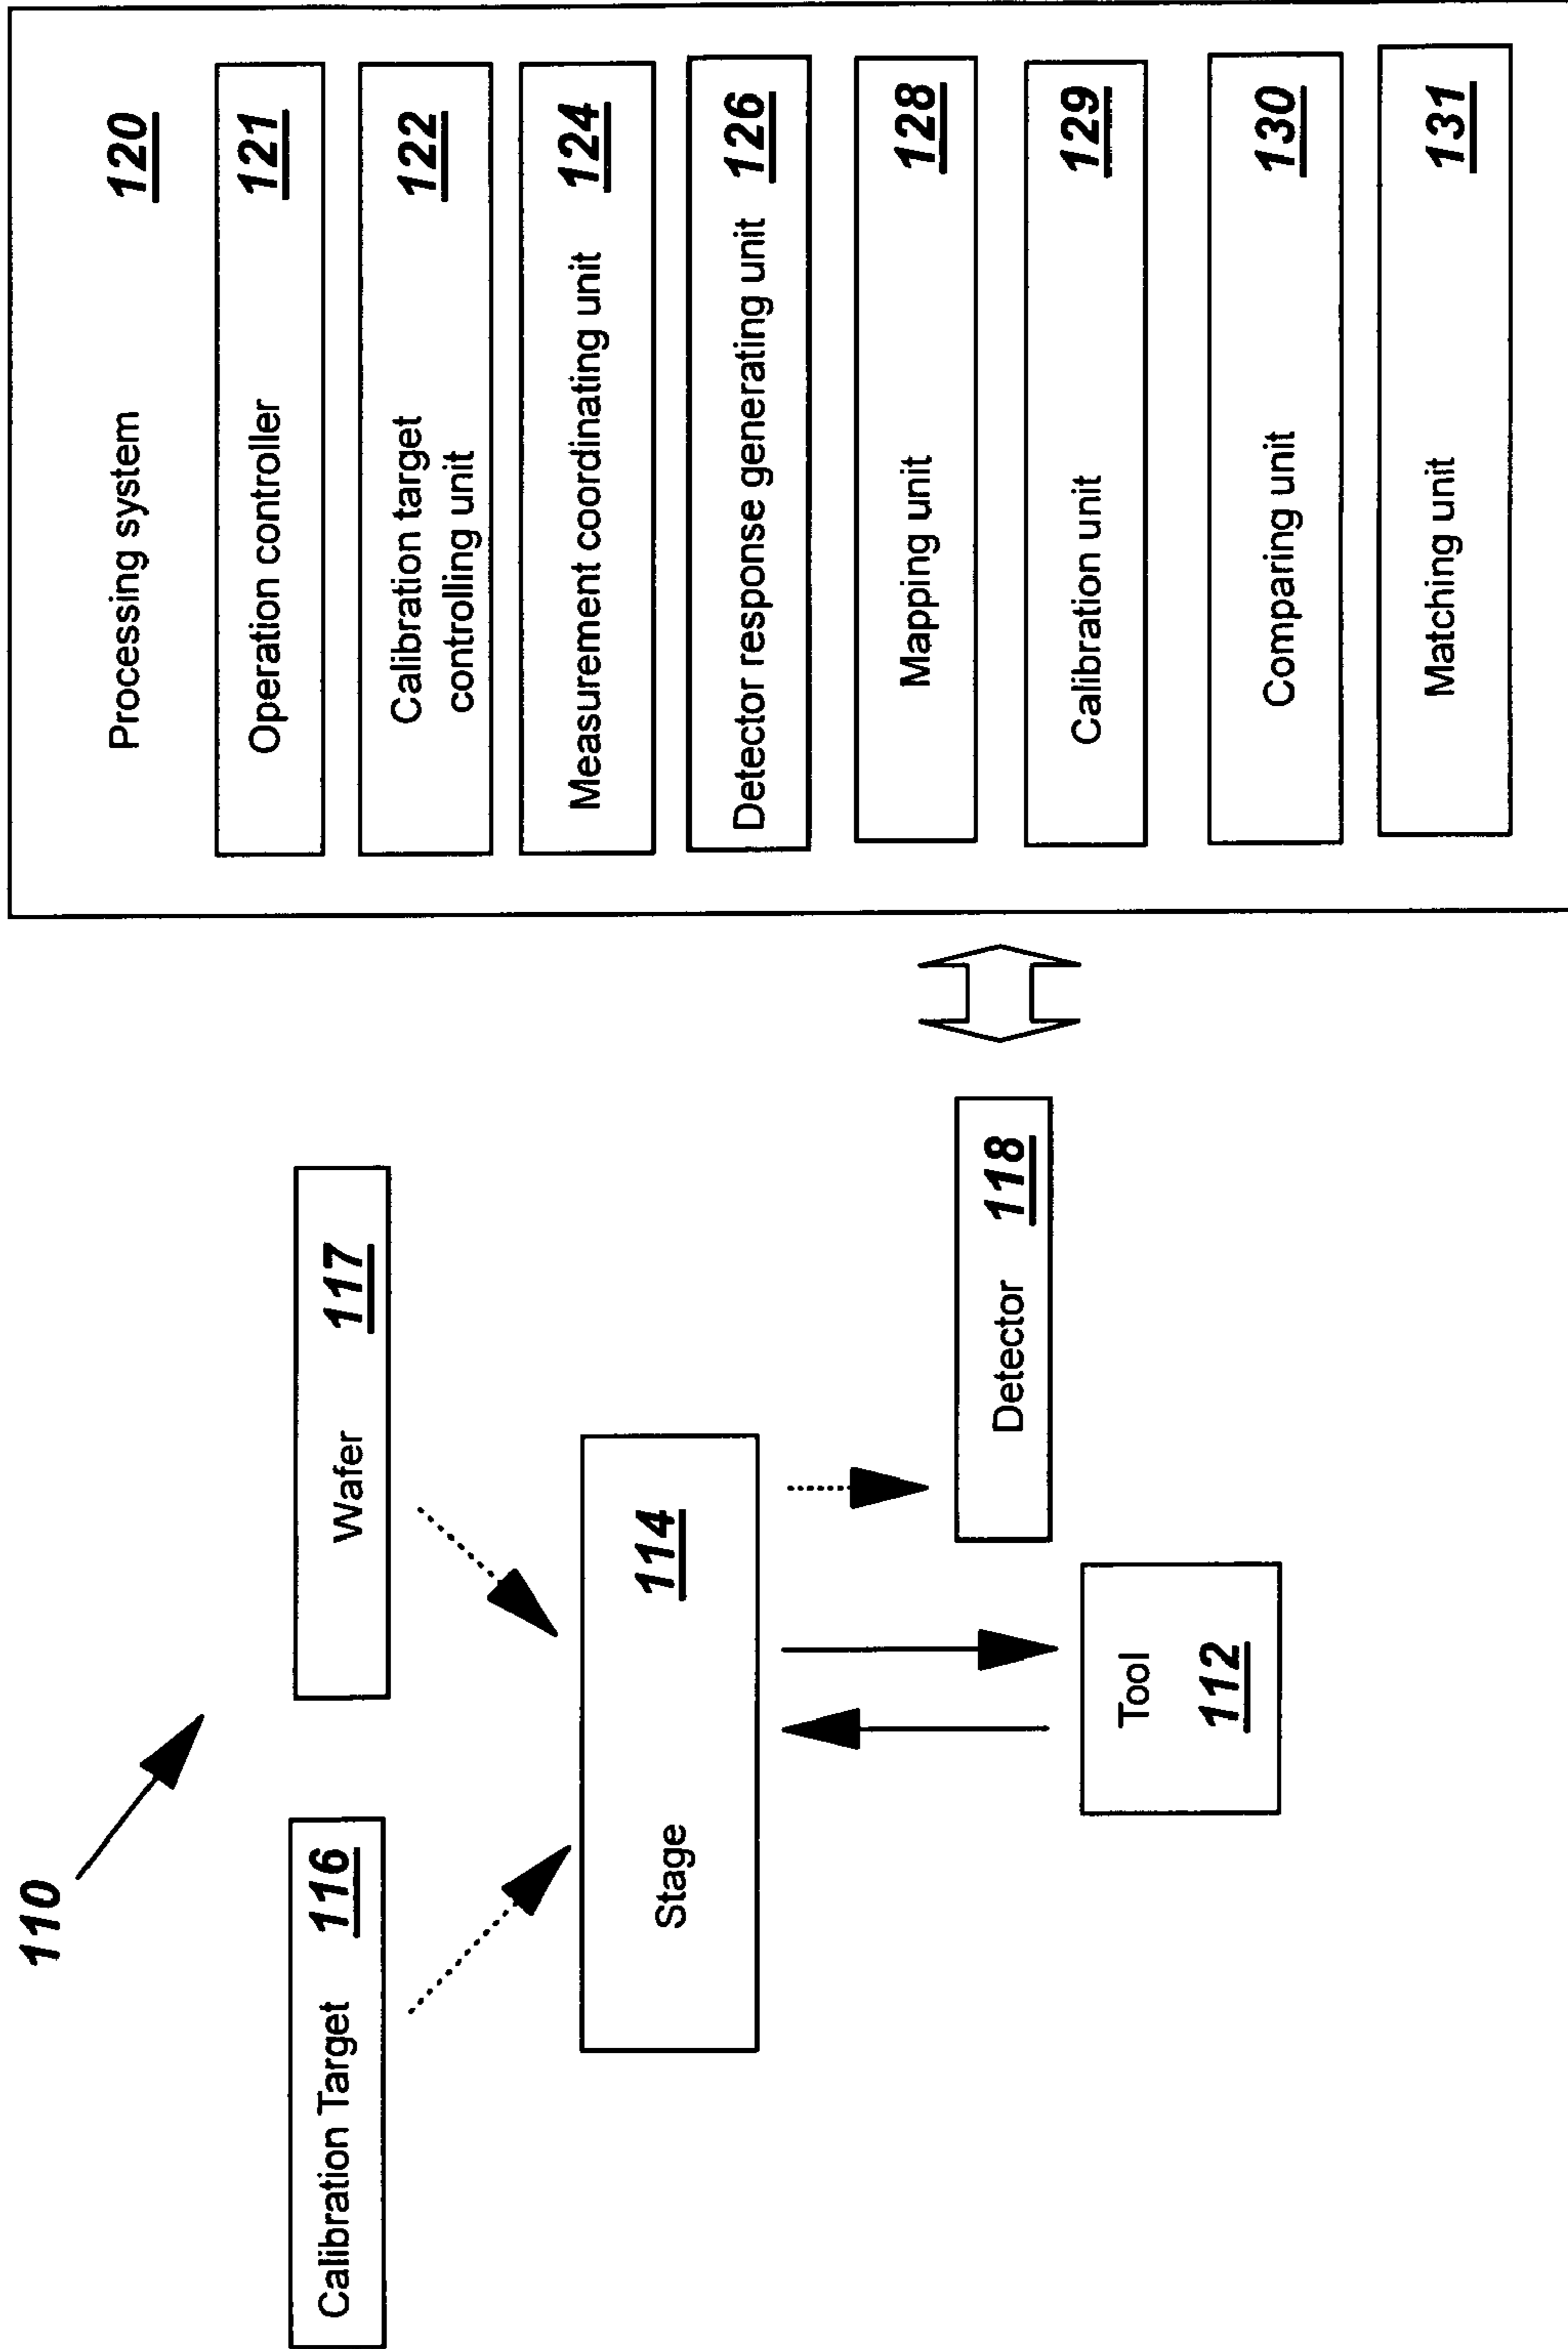 110
Calibration Target 116
Wafer 117
Stage 114
Tool 112
Detector 118
Processing system 120
Operation controller 121
Calibration target
controlling unit 122
Measurement coordinating unit 124
Detector response generating unit 126
Mapping unit 128
Calibration unit 129
Comparing unit 130
Matching unit 131